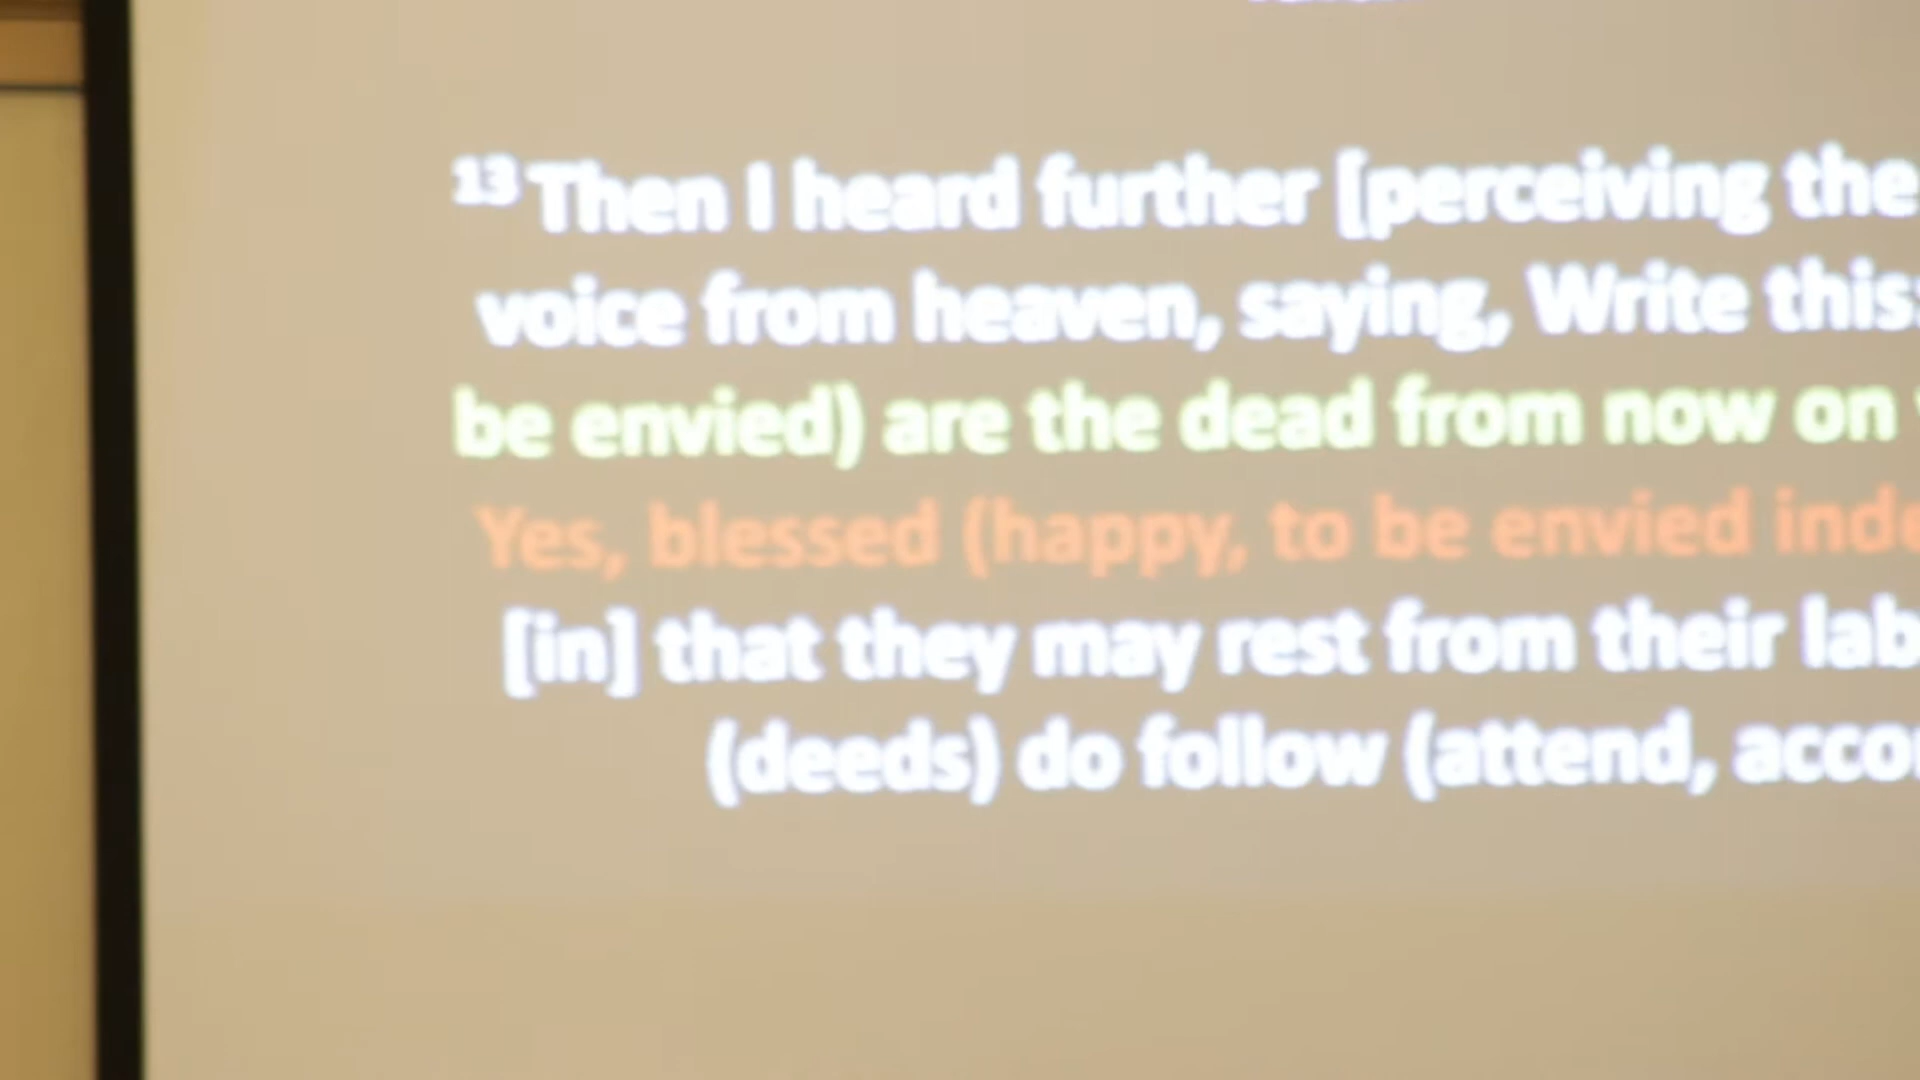 13 Then I heard further [perceiving the
voice from heaven, saying, Write this:
be envied) are the dead from now on
Yes, blessed (happy, to be envied
[in] that they may rest from their
(deeds) do follow (attend,